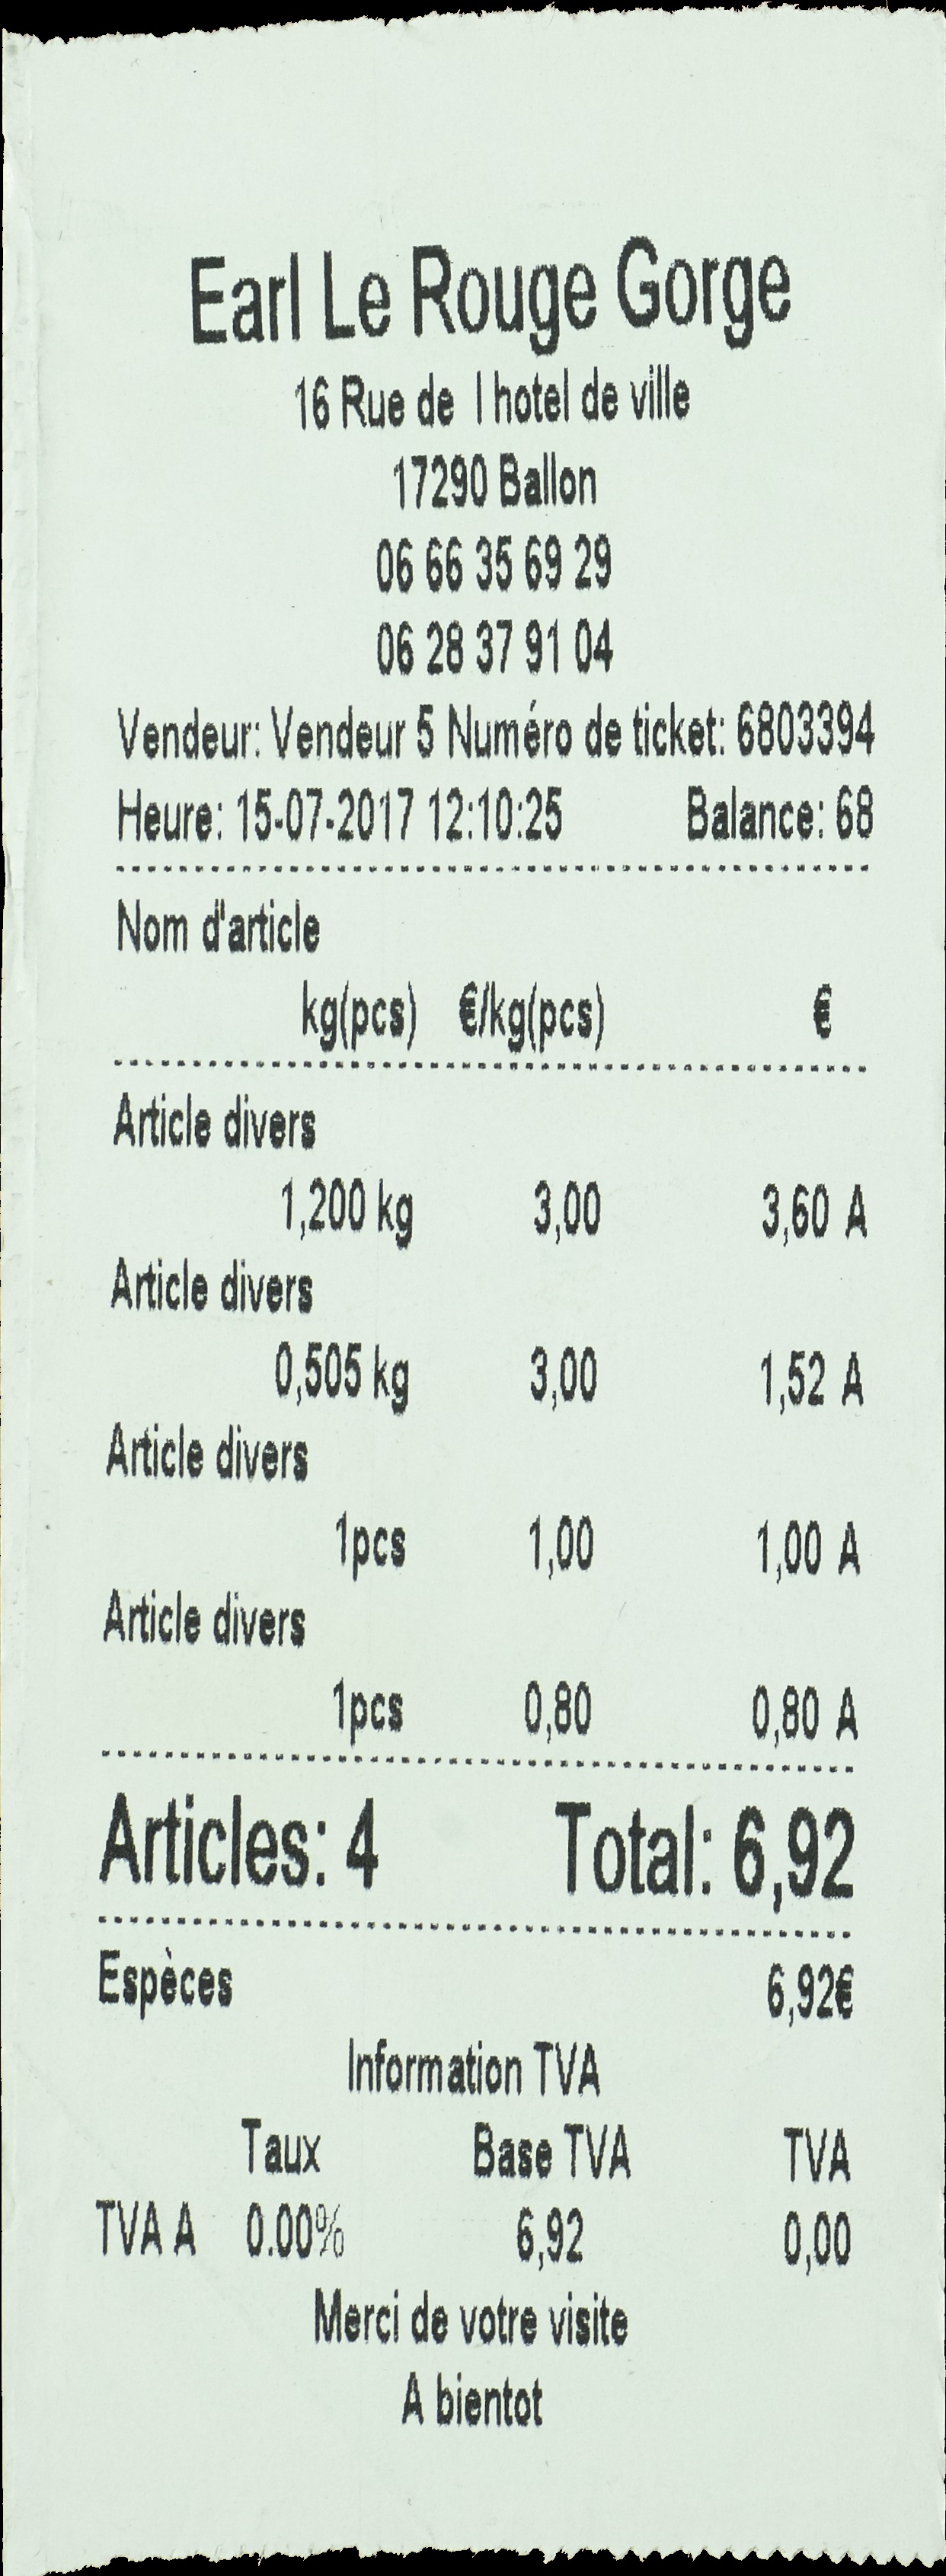 Earl Le Rouge Gorge
16 Rue de l hotel de ville
17290 Ballon
06 66 35 69 29
06 28 37 91 04
Vendeur: Vendeur 5 Numéro de ticket: 6803394
Heure: 15-07-2017 12:10:25 Balance: 68
Nom d'article
kg(pcs) €/kg(pcs) €
Article divers
1,200 kg 3,00 3,60 A
Article divers
0,505 kg 3,00 1,52 A
Article divers
1pcs 1,00 1,00 A
Article divers
1pcs 0,80 0,80 A
Articles: 4 Total: 6,92
Espèces 6,92€
Information TVA
Taux Base TVA TVA
TVA A 0.00% 6,92 0,00
Merci de votre visite
A bientot